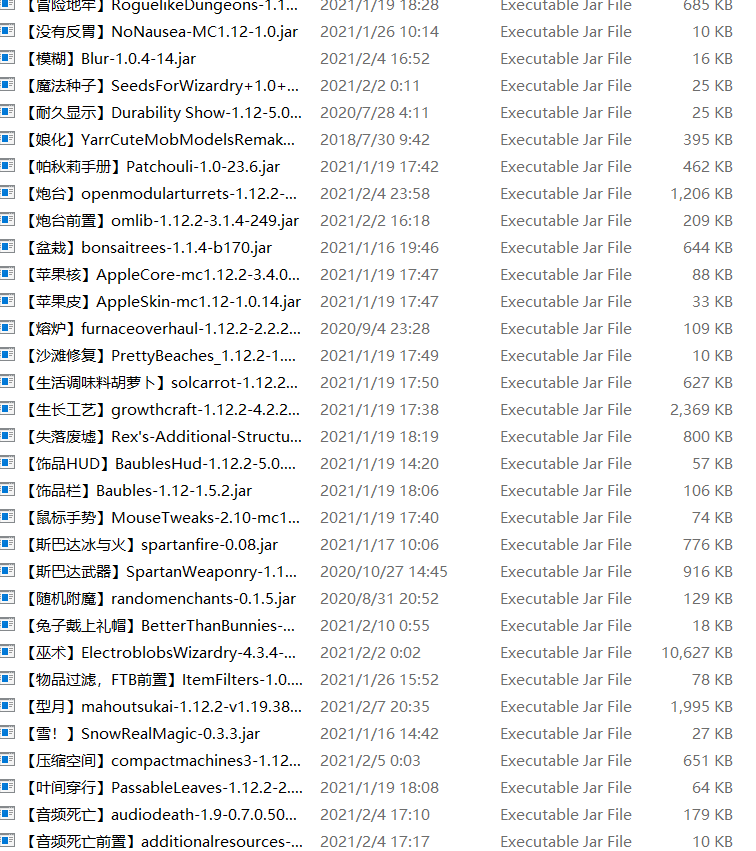 【冒险地牢】RoguelikeDungeons-1.1... 2021/1/19 18:28 Executable Jar File 685 KB
【没有反胃】NoNausea-MC1.12-1.0.jar 2021/1/26 10:14 Executable Jar File 10 KB
【模糊】Blur-1.0.4-14.jar 2021/2/4 16:52 Executable Jar File 16 KB
【魔法种子】SeedsForWizardry+1.0+... 2021/2/2 0:11 Executable Jar File 25 KB
【耐久显示】Durability Show-1.12-5.0... 2020/7/28 4:11 Executable Jar File 25 KB
【娘化】YarrCuteMobModelsRemak... 2018/7/30 9:42 Executable Jar File 395 KB
【帕秋莉手册】Patchouli-1.0-23.6.jar 2021/1/19 17:42 Executable Jar File 462 KB
【炮台】openmodularturrets-1.12.2-... 2021/2/4 23:58 Executable Jar File 1,206 KB
【炮台前置】omlib-1.12.2-3.1.4-249.jar 2021/2/2 16:18 Executable Jar File 209 KB
【盆栽】bonsaitrees-1.1.4-b170.jar 2021/1/16 19:46 Executable Jar File 644 KB
【苹果核】AppleCore-mc1.12.2-3.4.0... 2021/1/19 17:47 Executable Jar File 88 KB
【苹果皮】AppleSkin-mc1.12-1.0.14.jar 2021/1/19 17:47 Executable Jar File 33 KB
【熔炉】furnaceoverhaul-1.12.2-2.2.2... 2020/9/4 23:28 Executable Jar File 109 KB
【沙滩修复】PrettyBeaches_1.12.2-1.... 2021/1/19 17:49 Executable Jar File 10 KB
【生活调味料胡萝卜】solcarrot-1.12.2... 2021/1/19 17:50 Executable Jar File 627 KB
【生长工艺】growthcraft-1.12.2-4.2.2... 2021/1/19 17:38 Executable Jar File 2,369 KB
【失落废墟】Rex's-Additional-Structu... 2021/1/19 18:19 Executable Jar File 800 KB
【饰品HUD】BaublesHud-1.12.2-5.0.... 2021/1/19 14:20 Executable Jar File 57 KB
【饰品栏】Baubles-1.12-1.5.2.jar 2021/1/19 18:06 Executable Jar File 106 KB
【鼠标手势】MouseTweaks-2.10-mc1... 2021/1/19 17:40 Executable Jar File 74 KB
【斯巴达冰与火】spartanfire-0.08.jar 2021/1/17 10:06 Executable Jar File 776 KB
【斯巴达武器】SpartanWeaponry-1.1... 2020/10/27 14:45 Executable Jar File 916 KB
【随机附魔】randomenchants-0.1.5.jar 2020/8/31 20:52 Executable Jar File 129 KB
【兔子戴上礼帽】BetterThanBunnies-... 2021/2/10 0:55 Executable Jar File 18 KB
【巫术】ElectroblobsWizardry-4.3.4-... 2021/2/2 0:02 Executable Jar File 10,627 KB
【物品过滤，FTB前置】ItemFilters-1.0.... 2021/1/26 15:52 Executable Jar File 78 KB
【型月】mahoutsukai-1.12.2-v1.19.38... 2021/2/7 20:35 Executable Jar File 1,995 KB
【雪！】SnowRealMagic-0.3.3.jar 2021/1/16 14:42 Executable Jar File 27 KB
【压缩空间】compactmachines3-1.12... 2021/2/5 0:03 Executable Jar File 651 KB
【叶间穿行】PassableLeaves-1.12.2-2.... 2021/1/19 18:08 Executable Jar File 64 KB
【音频死亡】audiodeath-1.9-0.7.0.50... 2021/2/4 17:10 Executable Jar File 179 KB
【音频死亡前置】additionalresources-... 2021/2/4 17:17 Executable Jar File 10 KB